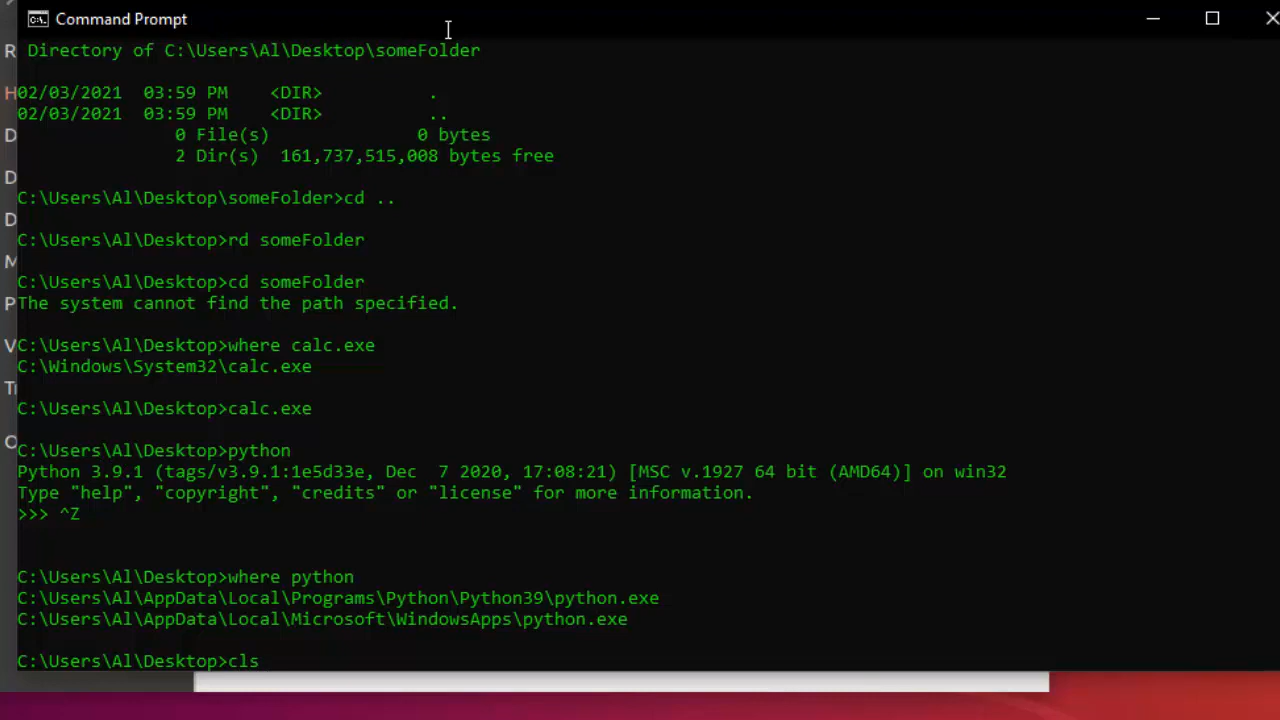 Command Prompt
Directory of C:\Users\Al\Desktop\someFolder
02/03/2021  03:59 PM    <DIR>          .
02/03/2021  03:59 PM    <DIR>          ..
0 File(s)              0 bytes
2 Dir(s)  161,737,515,008 bytes free
C:\Users\Al\Desktop\someFolder>cd ..
C:\Users\Al\Desktop>rd someFolder
C:\Users\Al\Desktop>cd someFolder
The system cannot find the path specified.
C:\Users\Al\Desktop>where calc.exe
C:\Windows\System32\calc.exe
C:\Users\Al\Desktop>calc.exe
C:\Users\Al\Desktop>python
Python 3.9.1 (tags/v3.9.1:1e5d33e, Dec  7 2020, 17:08:21) [MSC v.1927 64 bit (AMD64)] on win32
Type "help", "copyright", "credits" or "license" for more information.
>>> ^Z
C:\Users\Al\Desktop>where python
C:\Users\Al\AppData\Local\Programs\Python\Python39\python.exe
C:\Users\Al\AppData\Local\Microsoft\WindowsApps\python.exe
C:\Users\Al\Desktop>cls